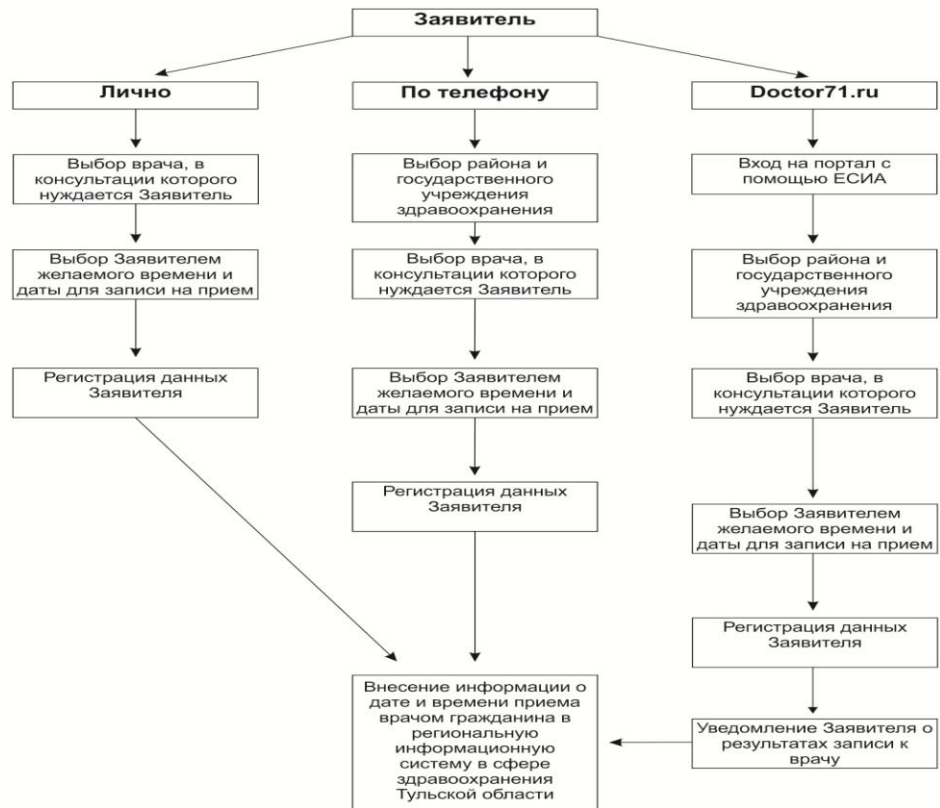 Заявитель
Лично
По телефону
Doctor71.ru
Выбор врача, в
консультации которого
нуждается Заявитель
Выбор Заявителем
желаемого времени и
даты для записи на прием
Регистрация данных
Заявителя
Выбор района и
государственного
учреждения
здравоохранения
Выбор врача, в
консультации которого
нуждается Заявитель
Выбор Заявителем
желаемого времени и
даты для записи на прием
Регистрация данных
Заявителя
Вход на портал с
помощью ЕСИА
Выбор района и
государственного
учреждения
здравоохранения
Выбор врача, в
консультации которого
нуждается Заявитель
Выбор Заявителем
желаемого времени и
даты для записи на прием
Регистрация данных
Заявителя
Уведомление Заявителя о
результатах записи к
врачу
Внесение информации о
дате и времени приема
врачом гражданина в
региональную
информационную
систему в сфере
здравоохранения
Тульской области